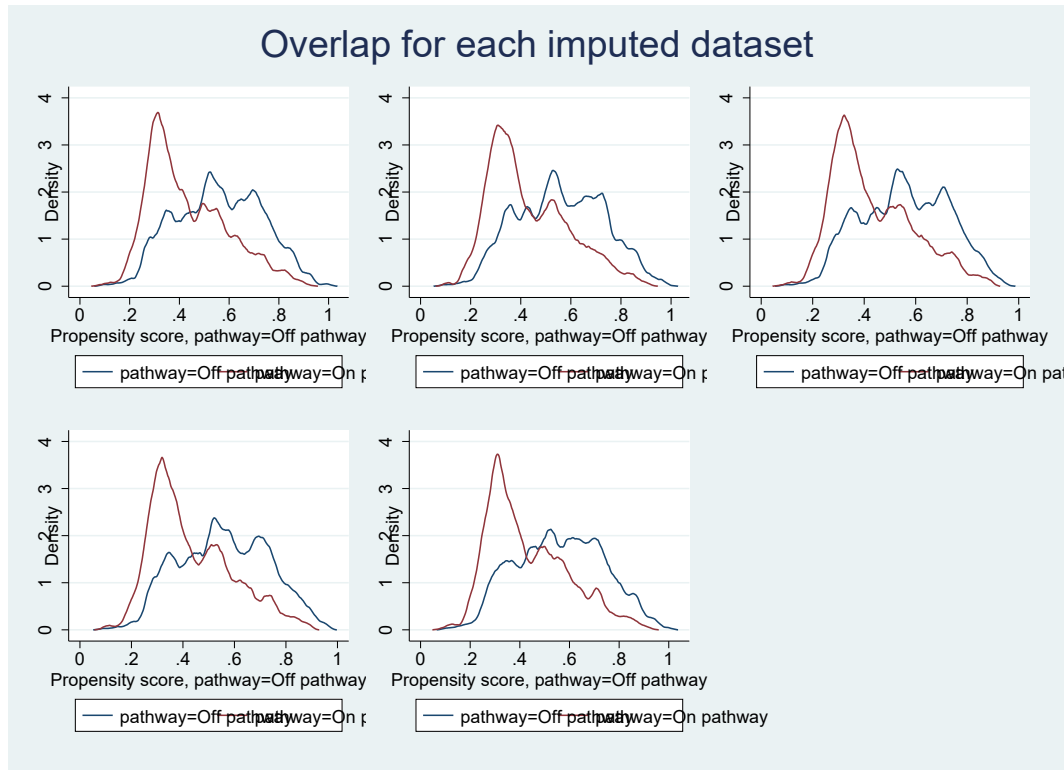 Overlap for each imputed dataset
4
3
2
1
0
Density
0 .2 .4 .6 .8 1
Propensity score, pathway=Off pathway
pathway=Off pathway pathway=On p
4
3
2
1
0
Density
0 .2 .4 .6 .8 1
Propensity score, pathway=Off pathway
pathway=Off pathway pathway=On p
4
3
2
1
0
Density
0 .2 .4 .6 .8 1
Propensity score, pathway=Off pathway
pathway=Off pathway pathway=On pat
4
3
2
1
0
Density
0 .2 .4 .6 .8 1
Propensity score, pathway=Off pathway
pathway=Off pathway pathway=On p
4
3
2
1
0
Density
0 .2 .4 .6 .8 1
Propensity score, pathway=Off pathway
pathway=Off pathway pathway=On pathway